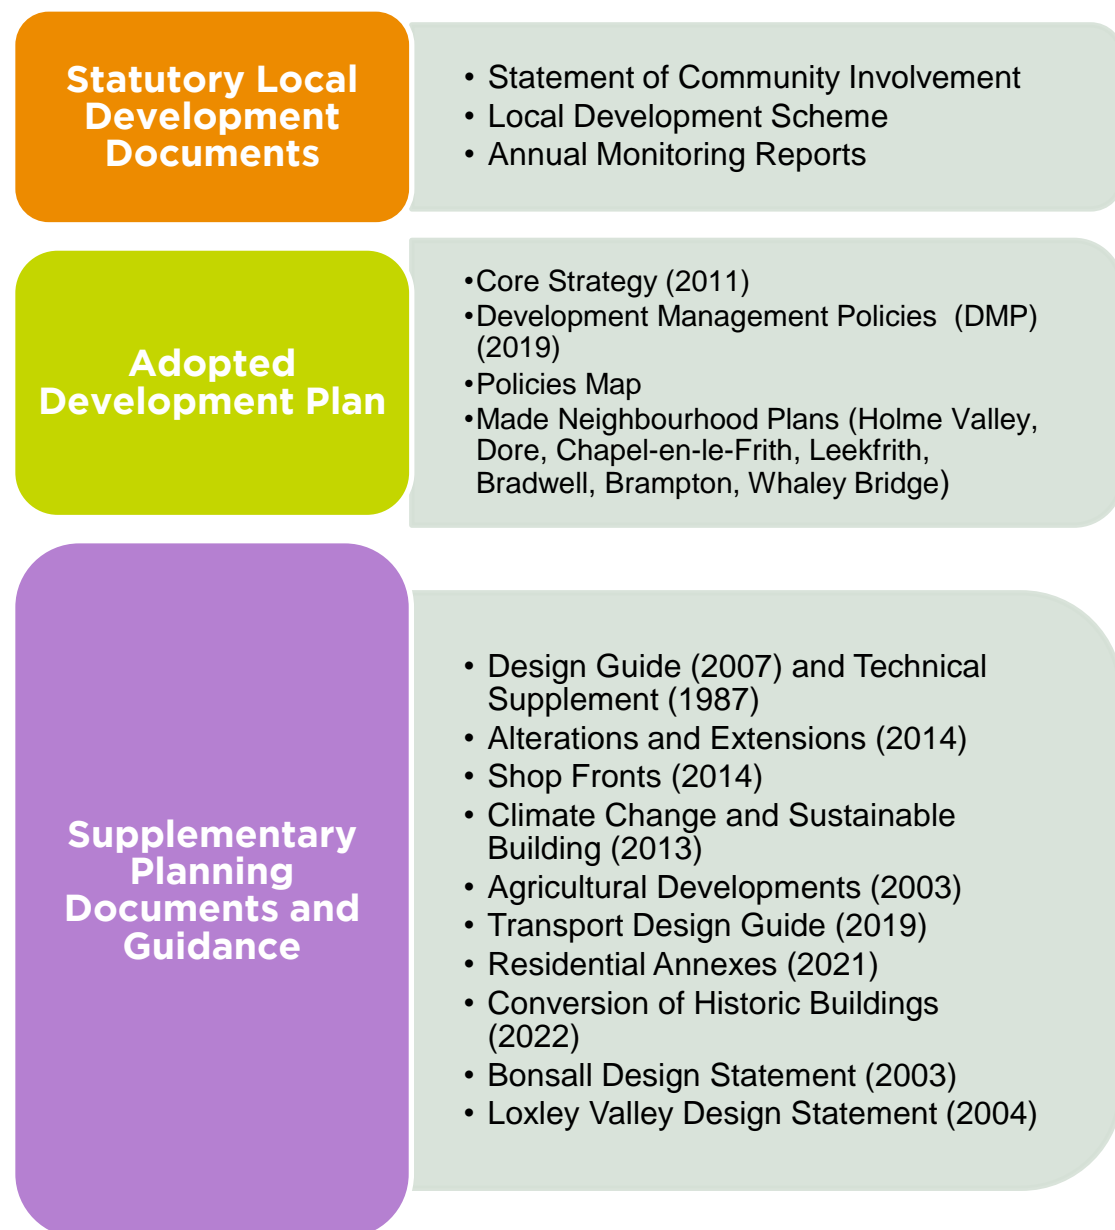 Statutory Local
Development
Documents
• Statement of Community Involvement
• Local Development Scheme
• Annual Monitoring Reports
Adopted
Development Plan
•Core Strategy (2011)
•Development Management Policies  (DMP)
(2019)
•Policies Map
•Made Neighbourhood Plans (Holme Valley,
Dore, Chapel-en-le-Frith, Leekfrith,
Bradwell, Brampton, Whaley Bridge)
Supplementary
Planning
Documents and
Guidance
• Design Guide (2007) and Technical
Supplement (1987)
• Alterations and Extensions (2014)
• Shop Fronts (2014)
• Climate Change and Sustainable
Building (2013)
• Agricultural Developments (2003)
• Transport Design Guide (2019)
• Residential Annexes (2021)
• Conversion of Historic Buildings
(2022)
• Bonsall Design Statement (2003)
• Loxley Valley Design Statement (2004)